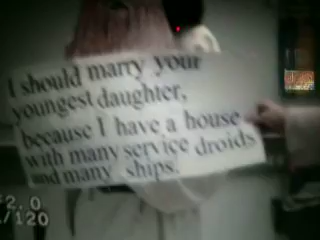 I should marry your
youngest daughter,
because I have a house
with many service droids
and many ships.
F2.0
1/120